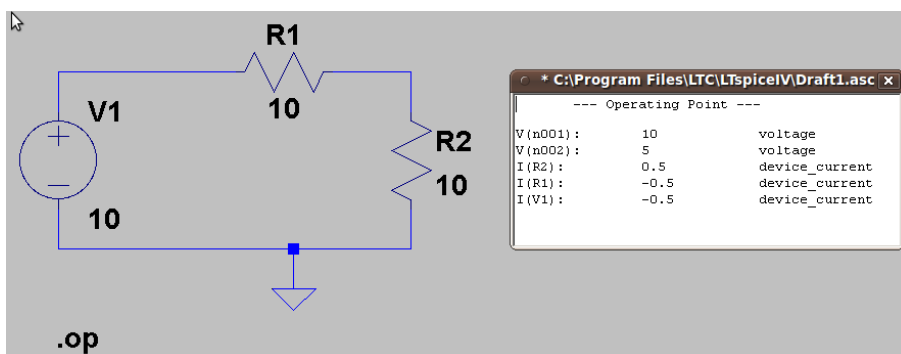 R1
10
V1
10
R2
10
.op
* C:\Program Files\LTC\LTspiceIV\Draft1.asc x
--- Operating Point ---
V(n001): 10 voltage
V(n002): 5 voltage
I(R2): 0.5 device_current
I(R1): -0.5 device_current
I(V1): -0.5 device_current